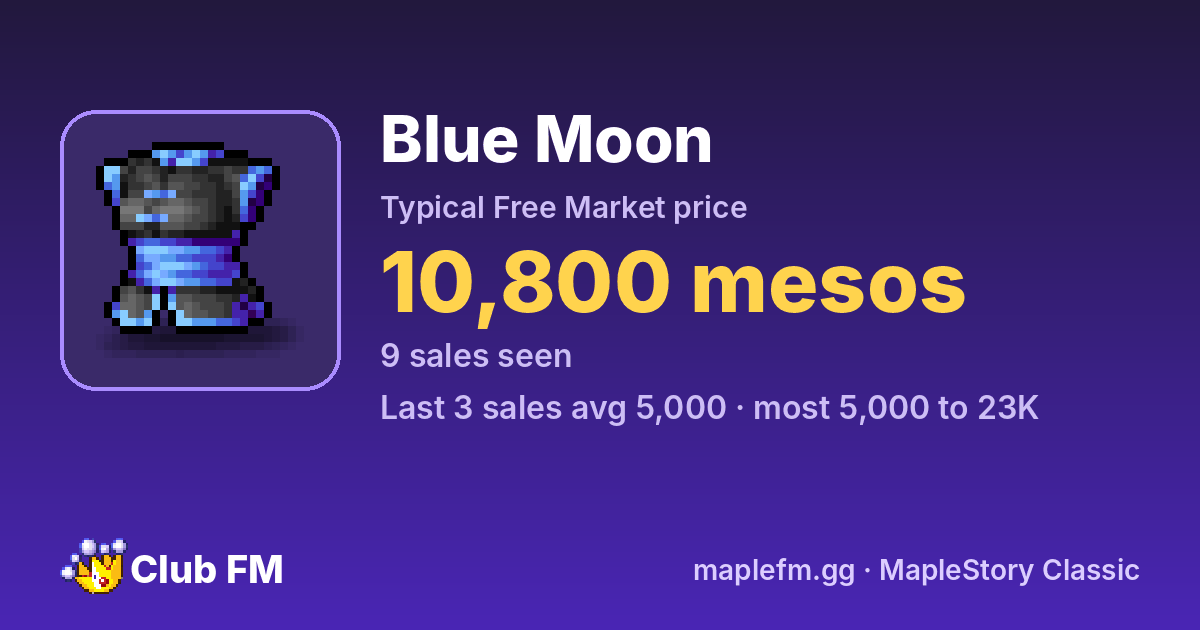 Blue Moon
Typical Free Market price
10,800 mesos
9 sales seen
Last 3 sales avg 5,000 · most 5,000 to 23K
Club FM
maplefm.gg · MapleStory Classic